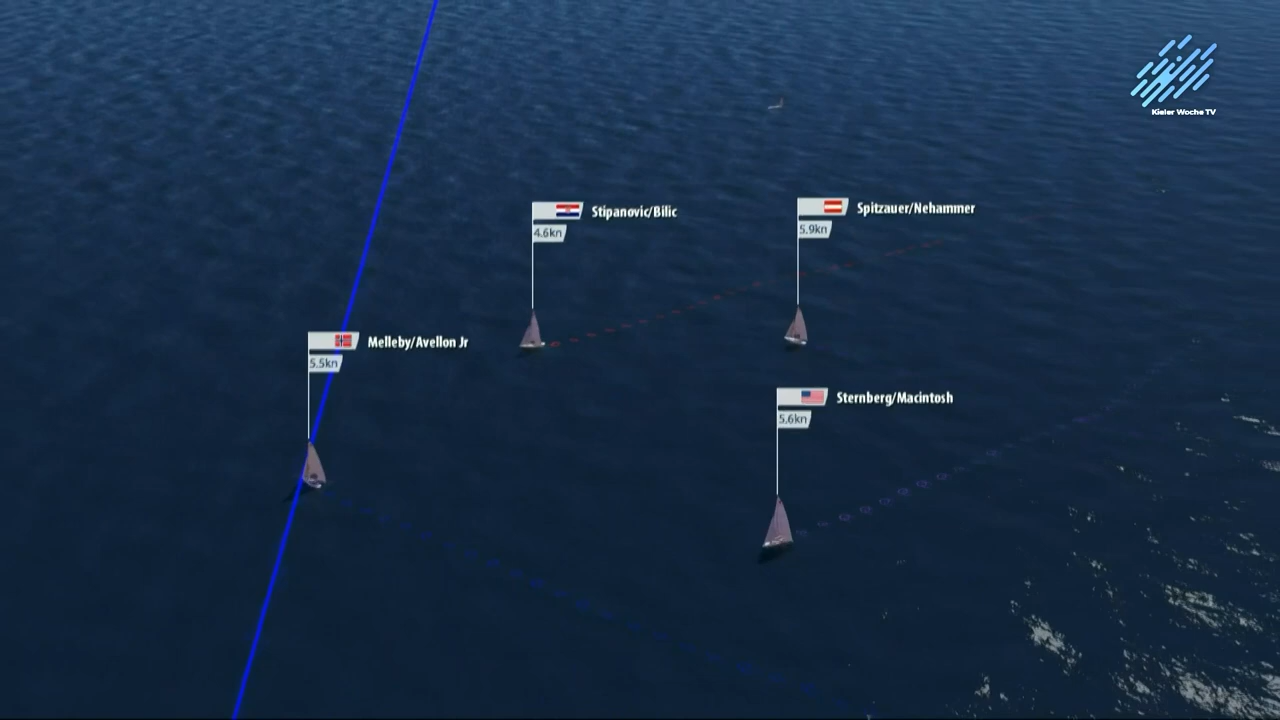 Kieler Woche TV
Stipanovic/Bilic
4.6kn
Spitzauer/Nehammer
5.9kn
Melleby/Avellon Jr
5.5kn
Sternberg/Macintosh
5.6kn